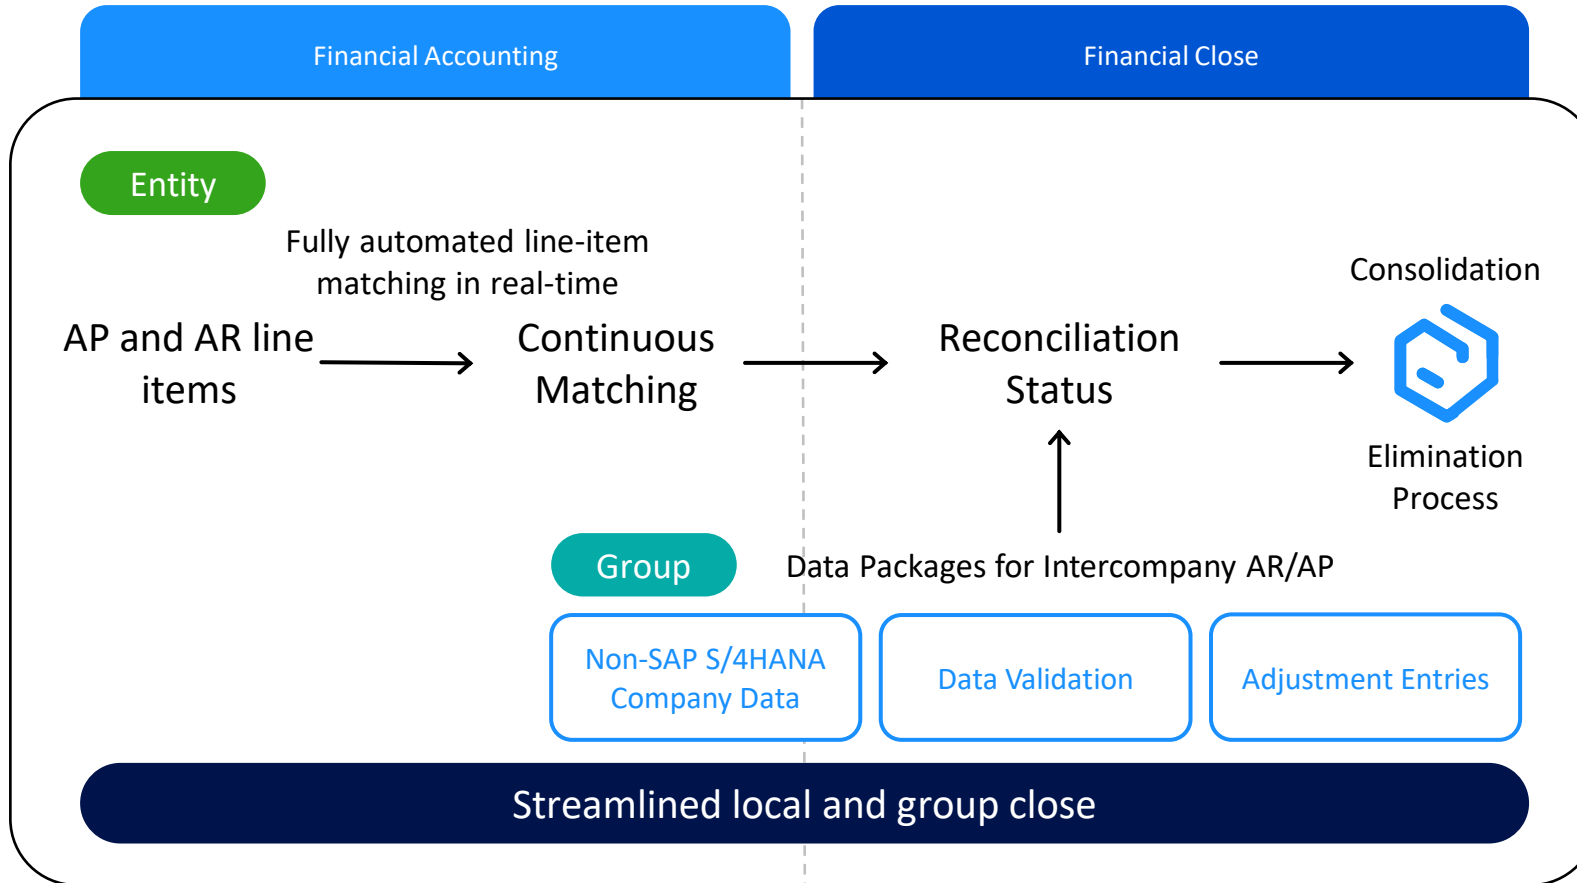 Financial Accounting
Financial Close
Entity
Fully automated line-item
matching in real-time
AP and AR line
items
Continuous
Matching
Reconciliation
Status
Consolidation
Elimination
Process
Group
Data Packages for Intercompany AR/AP
Non-SAP S/4HANA
Company Data
Data Validation
Adjustment Entries
Streamlined local and group close